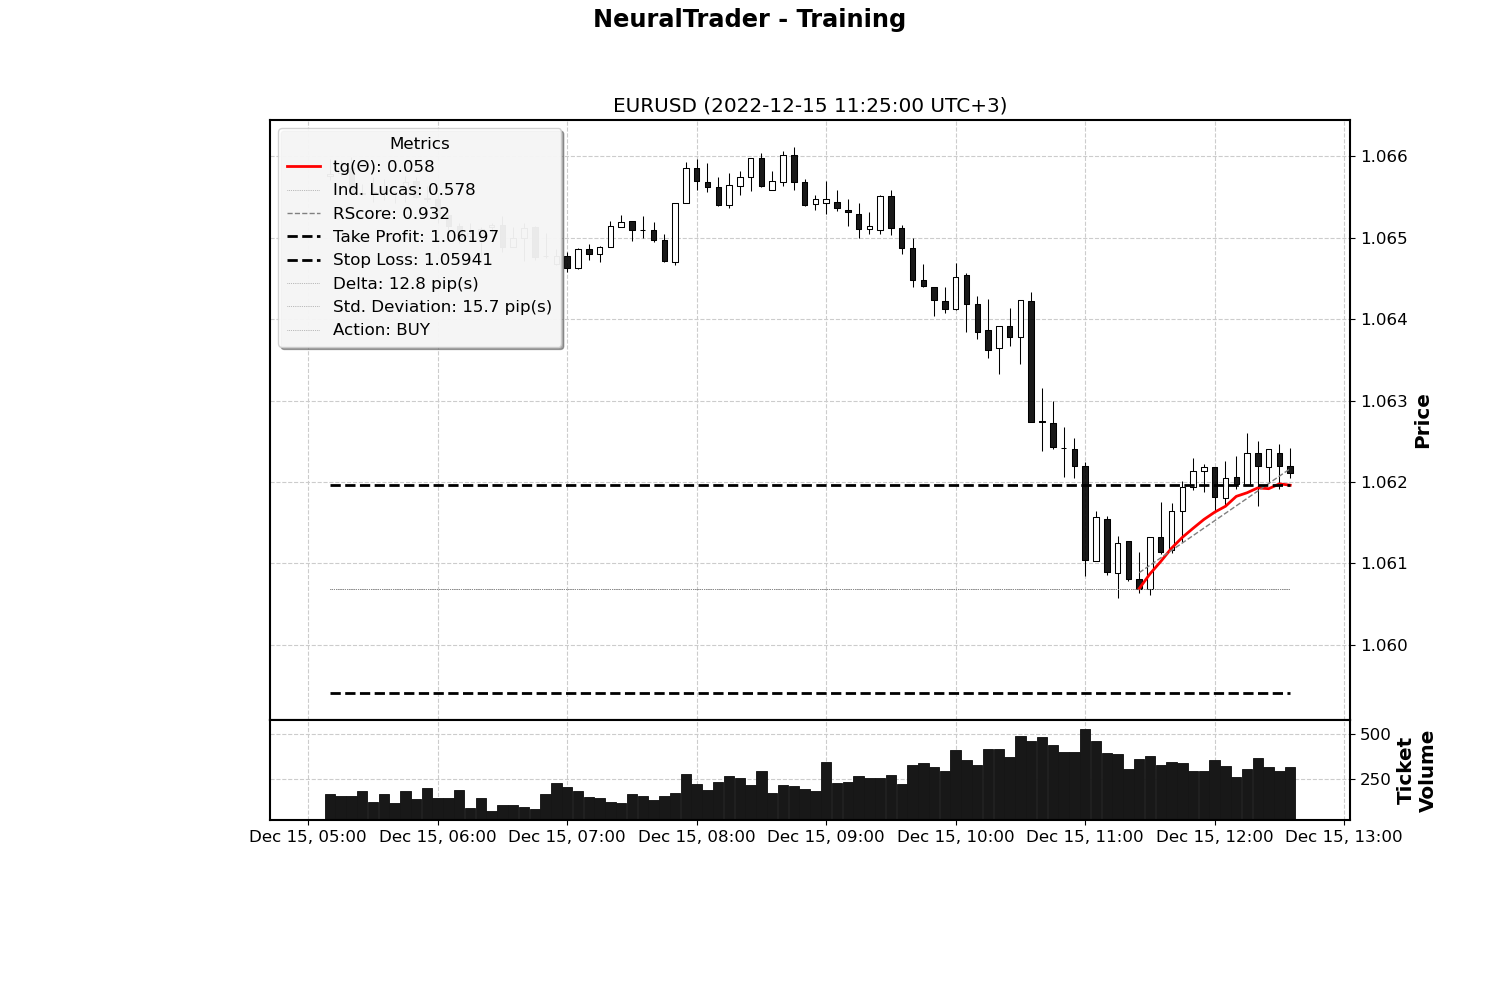 NeuralTrader - Training
EURUSD (2022-12-15 11:25:00 UTC+3)
Metrics
tg(Θ): 0.058
Ind. Lucas: 0.578
RScore: 0.932
Take Profit: 1.06197
Stop Loss: 1.05941
Delta: 12.8 pip(s)
Std. Deviation: 15.7 pip(s)
Action: BUY
1.066
1.065
1.064
1.063
1.062
1.061
1.060
Price
500
250
Ticket
Volume
Dec 15, 05:00
Dec 15, 06:00
Dec 15, 07:00
Dec 15, 08:00
Dec 15, 09:00
Dec 15, 10:00
Dec 15, 11:00
Dec 15, 12:00
Dec 15, 13:00